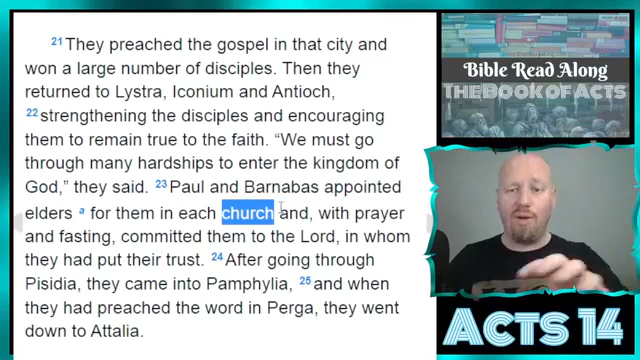 21 They preached the gospel in that city and
won a large number of disciples. Then they
returned to Lystra, Iconium and Antioch,
22 strengthening the disciples and encouraging
them to remain true to the faith. “We must go
through many hardships to enter the kingdom of
God,” they said. 23 Paul and Barnabas appointed
elders a for them in each church and, with prayer
and fasting, committed them to the Lord, in whom
they had put their trust. 24 After going through
Pisidia, they came into Pamphylia, 25 and when
they had preached the word in Perga, they went
down to Attalia.
Bible Read Along
The Book of Acts
ACTS 14